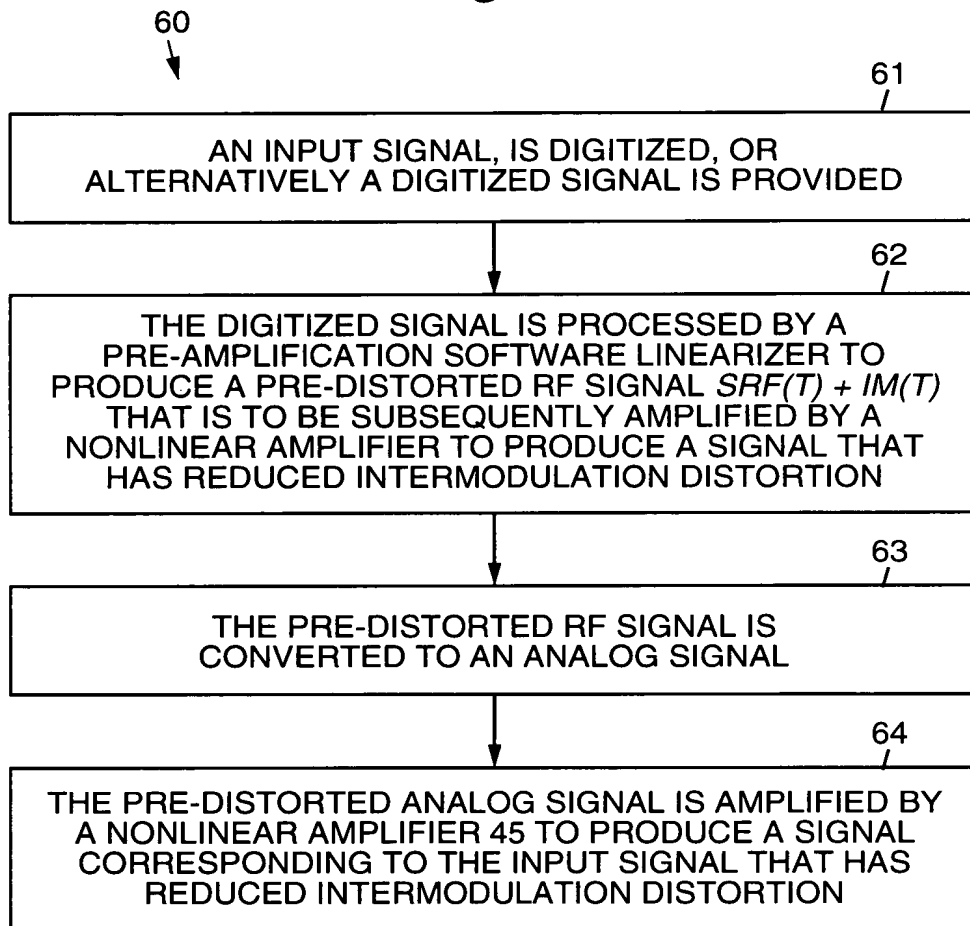 60
61
AN INPUT SIGNAL, IS DIGITIZED, OR
ALTERNATIVELY A DIGITIZED SIGNAL IS PROVIDED
62
THE DIGITIZED SIGNAL IS PROCESSED BY A
PRE-AMPLIFICATION SOFTWARE LINEARIZER TO
PRODUCE A PRE-DISTORTED RF SIGNAL SRF(T) + IM(T)
THAT IS TO BE SUBSEQUENTLY AMPLIFIED BY A
NONLINEAR AMPLIFIER TO PRODUCE A SIGNAL THAT
HAS REDUCED INTERMODULATION DISTORTION
63
THE PRE-DISTORTED RF SIGNAL IS
CONVERTED TO AN ANALOG SIGNAL
64
THE PRE-DISTORTED ANALOG SIGNAL IS AMPLIFIED BY
A NONLINEAR AMPLIFIER 45 TO PRODUCE A SIGNAL
CORRESPONDING TO THE INPUT SIGNAL THAT HAS
REDUCED INTERMODULATION DISTORTION